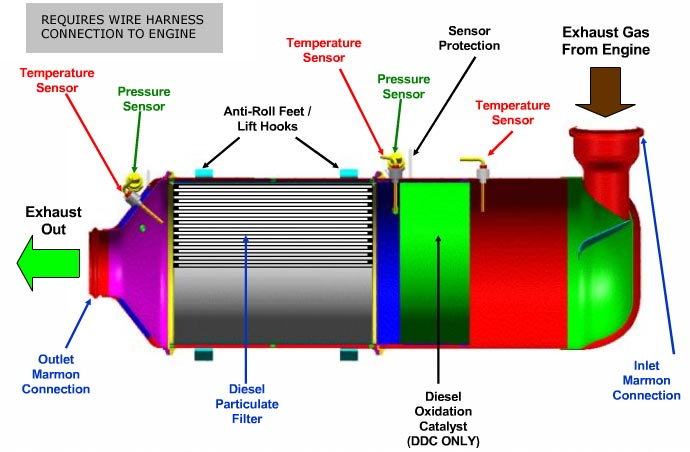 REQUIRES WIRE HARNESS
CONNECTION TO ENGINE
Temperature
Sensor
Pressure
Sensor
Anti-Roll Feet /
Lift Hooks
Temperature
Sensor
Pressure
Sensor
Sensor
Protection
Temperature
Sensor
Exhaust Gas
From Engine
Exhaust
Out
Outlet
Marmon
Connection
Diesel
Particulate
Filter
Diesel
Oxidation
Catalyst
(DDC ONLY)
Inlet
Marmon
Connection